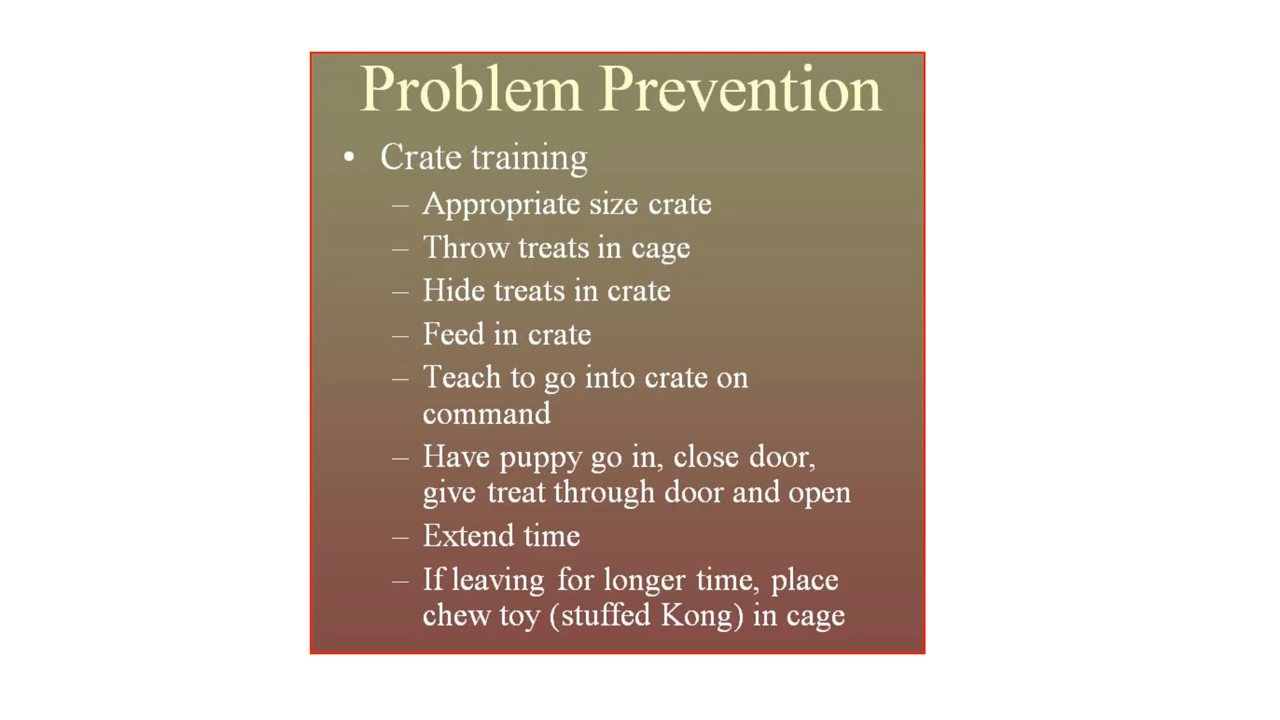 Problem Prevention
• Crate training
– Appropriate size crate
– Throw treats in cage
– Hide treats in crate
– Feed in crate
– Teach to go into crate on
command
– Have puppy go in, close door,
give treat through door and open
– Extend time
– If leaving for longer time, place
chew toy (stuffed Kong) in cage